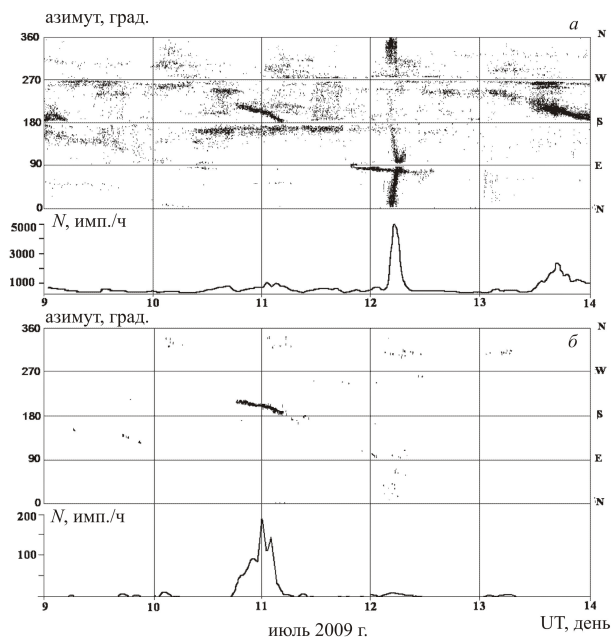 азимут, град.
а
360
N
270
W
180
S
90
E
0
N
N, имп./ч
5000
3000
1000
9
10
11
12
13
14
азимут, град.
б
360
N
270
W
180
S
90
E
0
N
N, имп./ч
200
100
9
10
11
12
13
14
июль 2009 г.
UT, день